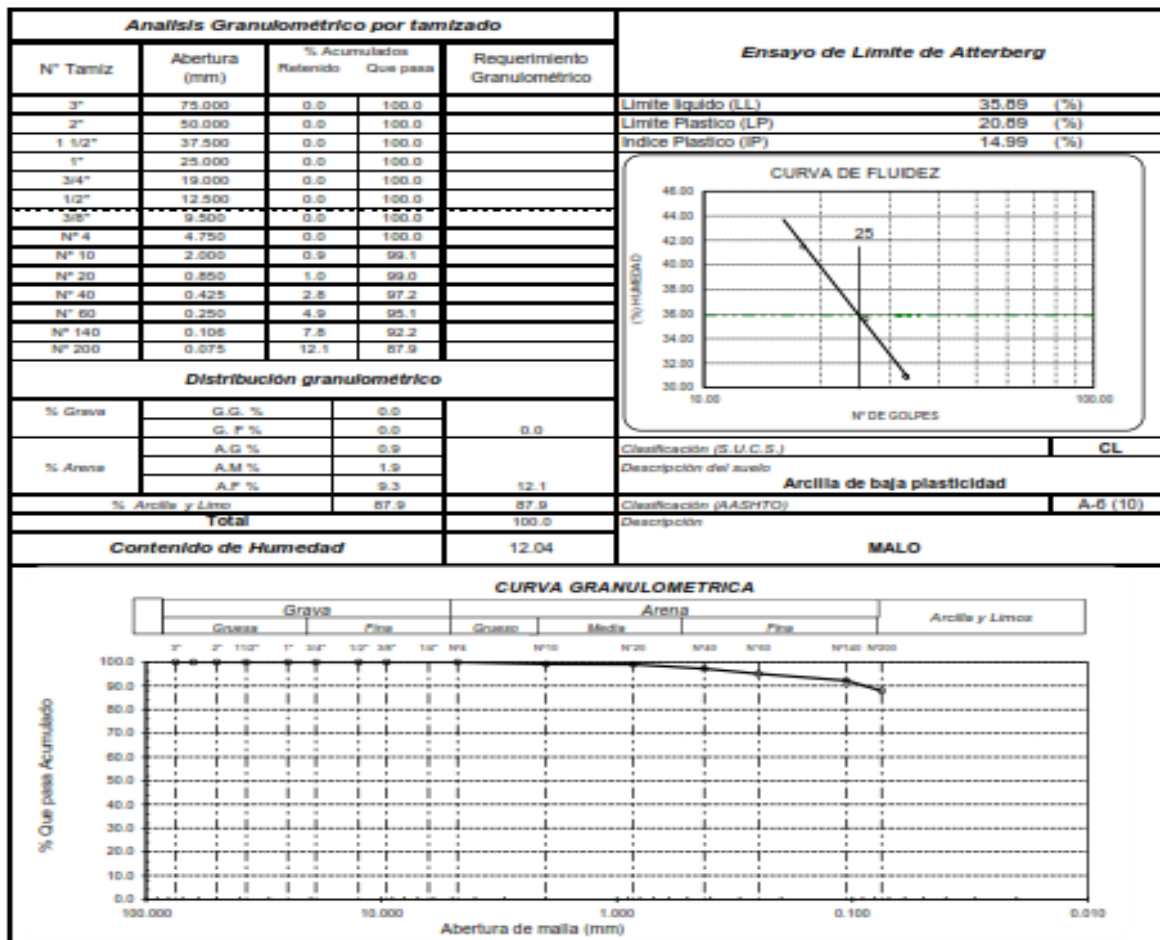 Analisis Granulométrico por tamizado
N° Tamiz Abertura (mm) % Acumulados Retenido Que pasa Requerimiento Granulométrico
3" 75.000 0.0 100.0
2" 50.000 0.0 100.0
1 1/2" 37.500 0.0 100.0
1" 25.000 0.0 100.0
3/4" 19.000 0.0 100.0
1/2" 12.500 0.0 100.0
3/8" 9.500 0.0 100.0
N° 4 4.750 0.0 100.0
N° 10 2.000 0.9 99.1
N° 20 0.850 1.0 99.0
N° 40 0.425 2.8 97.2
N° 60 0.250 4.9 95.1
N° 140 0.106 7.8 92.2
N° 200 0.075 12.1 87.9
Distribución granulométrico
% Grava G.G. % 0.0
G. F % 0.0 0.0
A.G % 0.9
% Arena A.M % 1.9
A.F % 9.3 12.1
% Arcilla y Limo 87.9 87.9
Total 100.0
Contenido de Humedad 12.04
Ensayo de Límite de Atterberg
Limite liquido (LL) 35.89 (%)
Limite Plastico (LP) 20.89 (%)
Indice Plastico (IP) 14.99 (%)
CURVA DE FLUIDEZ
46.00
44.00
42.00
40.00
38.00
36.00
34.00
32.00
30.00
(%) HUMEDAD
25
10.00 100.00
N° DE GOLPES
Clasificación (S.U.C.S.) CL
Descripción del suelo
Arcilla de baja plasticidad
Clasificación (AASHTO) A-6 (10)
Descripción
MALO
CURVA GRANULOMETRICA
Grava Arena Arcilla y Limos
Gruesa Fina Grueso Media Fina
3" 2" 1 1/2" 1" 3/4" 1/2" 3/8" 1/4" N°4 N°10 N°20 N°40 N°60 N°140 N°200
100.0
90.0
80.0
70.0
60.0
50.0
40.0
30.0
20.0
10.0
0.0
% Que pasa Acumulado
100.000 10.000 1.000 0.100 0.010
Abertura de malla (mm)